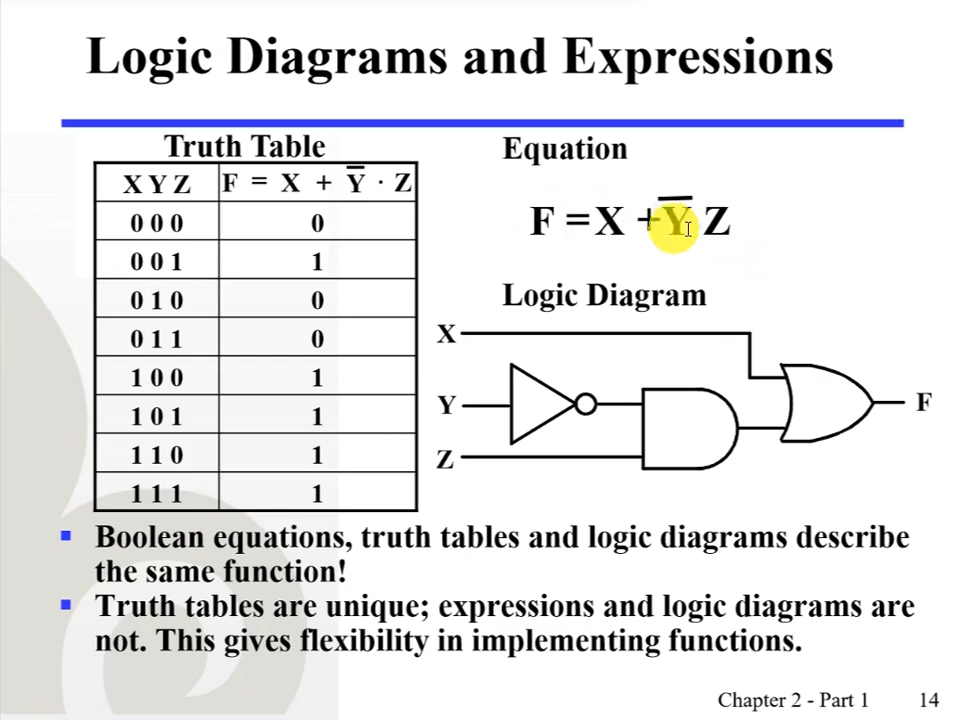 Logic Diagrams and Expressions
Truth Table
X Y Z F = X + Y̅ · Z
0 0 0 0
0 0 1 1
0 1 0 0
0 1 1 0
1 0 0 1
1 0 1 1
1 1 0 1
1 1 1 1
Equation
F = X + Y̅ Z
Logic Diagram
X
Y
Z
F
Boolean equations, truth tables and logic diagrams describe
the same function!
Truth tables are unique; expressions and logic diagrams are
not. This gives flexibility in implementing functions.
Chapter 2 - Part 1 14